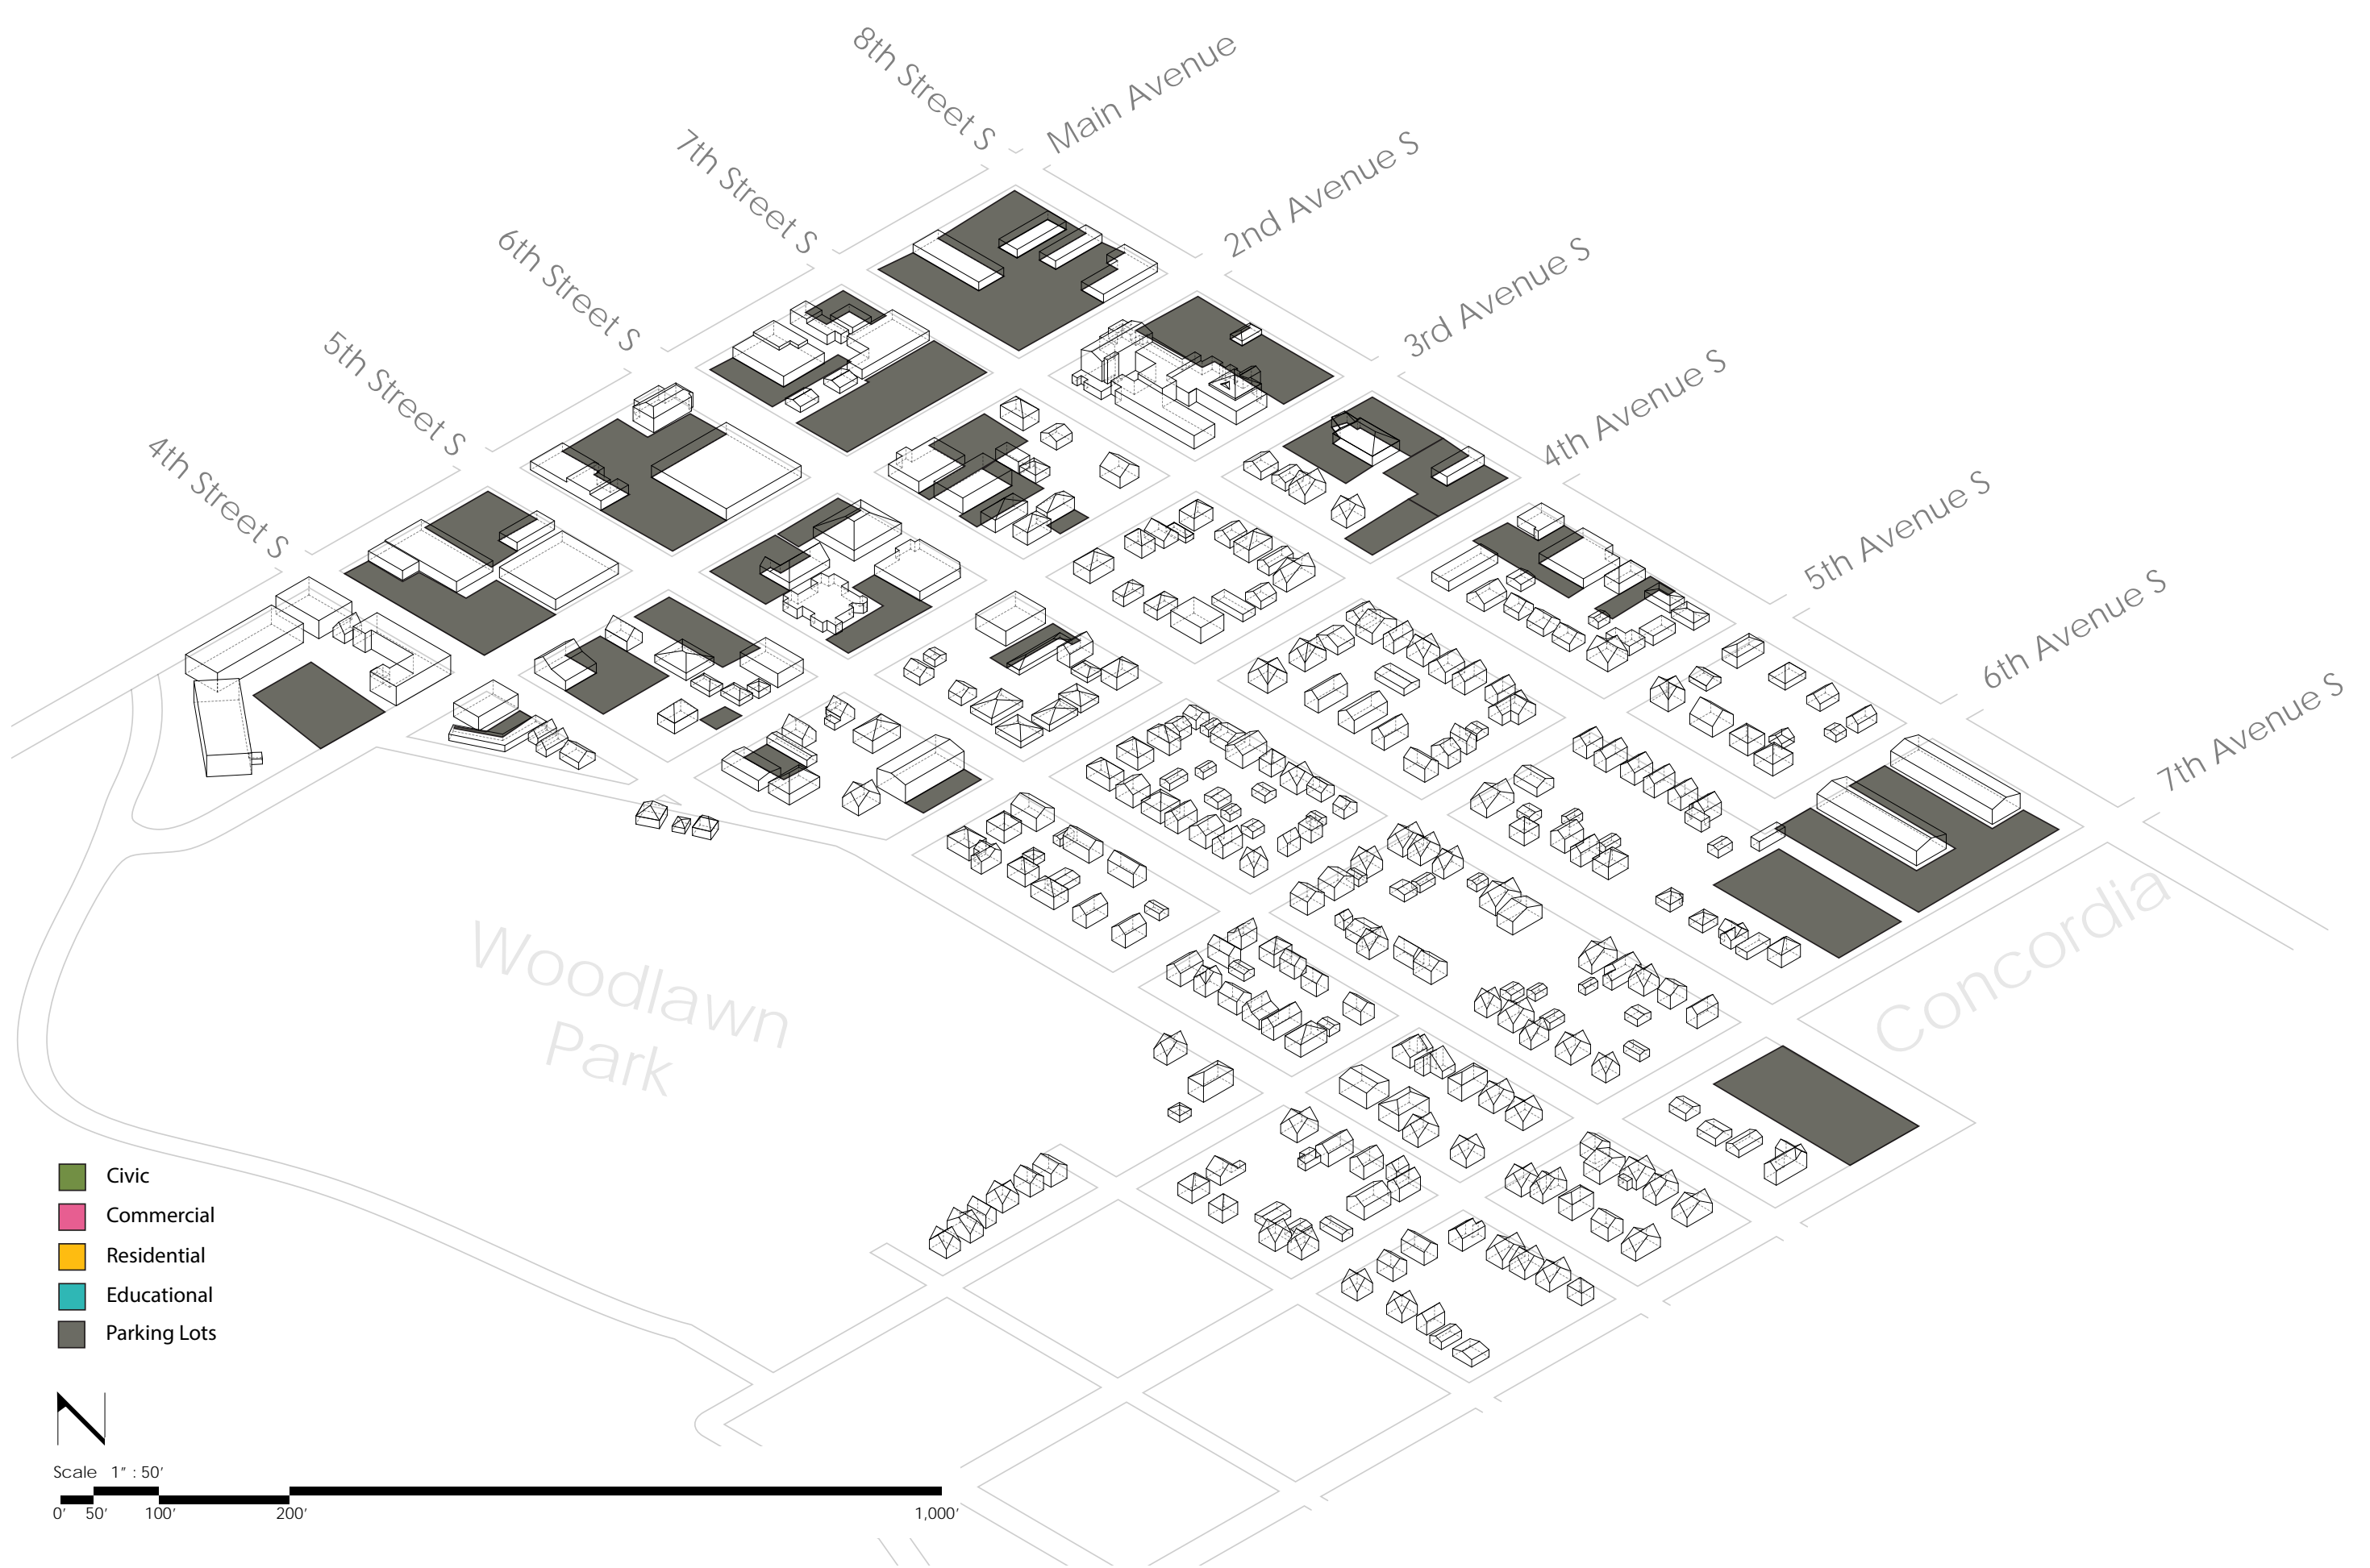 8th Street S
Main Avenue
7th Street S
2nd Avenue S
6th Street S
3rd Avenue S
5th Street S
4th Avenue S
4th Street S
5th Avenue S
6th Avenue S
7th Avenue S
Concordia
Woodlawn
Park
Civic
Commercial
Residential
Educational
Parking Lots
N
Scale 1" : 50'
0' 50' 100' 200' 1,000'